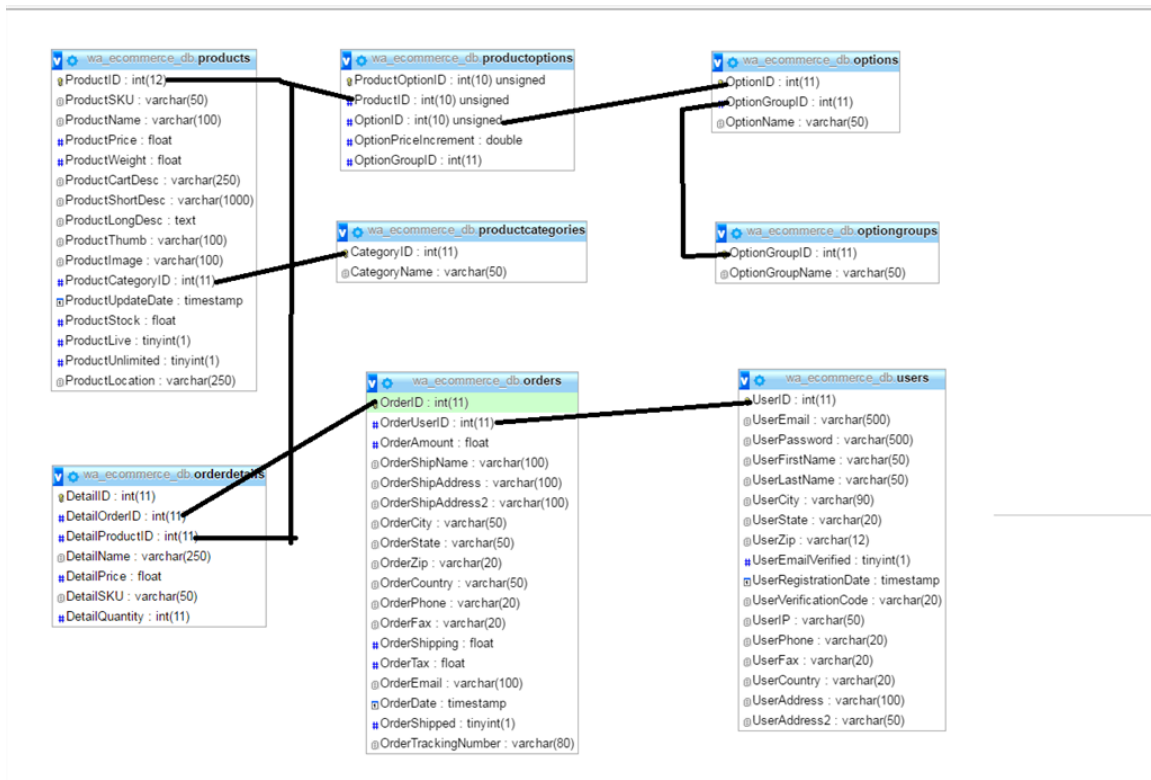 wa_ecommerce_db.products
ProductID : int(12)
ProductSKU : varchar(50)
ProductName : varchar(100)
ProductPrice : float
ProductWeight : float
ProductCartDesc : varchar(250)
ProductShortDesc : varchar(1000)
ProductLongDesc : text
ProductThumb : varchar(100)
ProductImage : varchar(100)
ProductCategoryID : int(11)
ProductUpdateDate : timestamp
ProductStock : float
ProductLive : tinyint(1)
ProductUnlimited : tinyint(1)
ProductLocation : varchar(250)
wa_ecommerce_db.productoptions
ProductOptionID : int(10) unsigned
ProductID : int(10) unsigned
OptionID : int(10) unsigned
OptionPriceIncrement : double
OptionGroupID : int(11)
wa_ecommerce_db.options
OptionID : int(11)
OptionGroupID : int(11)
OptionName : varchar(50)
wa_ecommerce_db.productcategories
CategoryID : int(11)
CategoryName : varchar(50)
wa_ecommerce_db.optiongroups
OptionGroupID : int(11)
OptionGroupName : varchar(50)
wa_ecommerce_db.orderdetails
DetailID : int(11)
DetailOrderID : int(11)
DetailProductID : int(11)
DetailName : varchar(250)
DetailPrice : float
DetailSKU : varchar(50)
DetailQuantity : int(11)
wa_ecommerce_db.orders
OrderID : int(11)
OrderUserID : int(11)
OrderAmount : float
OrderShipName : varchar(100)
OrderShipAddress : varchar(100)
OrderShipAddress2 : varchar(100)
OrderCity : varchar(50)
OrderState : varchar(50)
OrderZip : varchar(20)
OrderCountry : varchar(50)
OrderPhone : varchar(20)
OrderFax : varchar(20)
OrderShipping : float
OrderTax : float
OrderEmail : varchar(100)
OrderDate : timestamp
OrderShipped : tinyint(1)
OrderTrackingNumber : varchar(80)
wa_ecommerce_db.users
UserID : int(11)
UserEmail : varchar(500)
UserPassword : varchar(500)
UserFirstName : varchar(50)
UserLastName : varchar(50)
UserCity : varchar(90)
UserState : varchar(20)
UserZip : varchar(12)
UserEmailVerified : tinyint(1)
UserRegistrationDate : timestamp
UserVerificationCode : varchar(20)
UserIP : varchar(50)
UserPhone : varchar(20)
UserFax : varchar(20)
UserCountry : varchar(20)
UserAddress : varchar(100)
UserAddress2 : varchar(50)